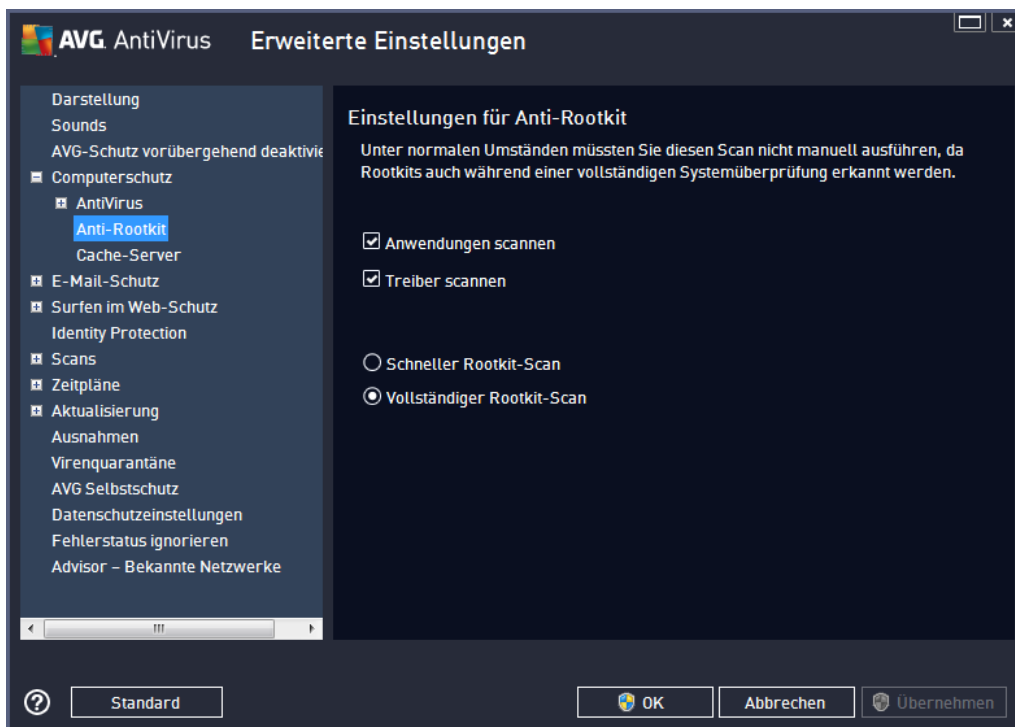 AVG. AntiVirus Erweiterte Einstellungen
Darstellung
Sounds
AVG-Schutz vorübergehend deaktivie
Computerschutz
AntiVirus
Anti-Rootkit
Cache-Server
E-Mail-Schutz
Surfen im Web-Schutz
Identity Protection
Scans
Zeitpläne
Aktualisierung
Ausnahmen
Virenquarantäne
AVG Selbstschutz
Datenschutzeinstellungen
Fehlerstatus ignorieren
Advisor – Bekannte Netzwerke
Einstellungen für Anti-Rootkit
Unter normalen Umständen müssten Sie diesen Scan nicht manuell ausführen, da
Rootkits auch während einer vollständigen Systemüberprüfung erkannt werden.
Anwendungen scannen
Treiber scannen
Schneller Rootkit-Scan
Vollständiger Rootkit-Scan
? Standard OK Abbrechen Übernehmen